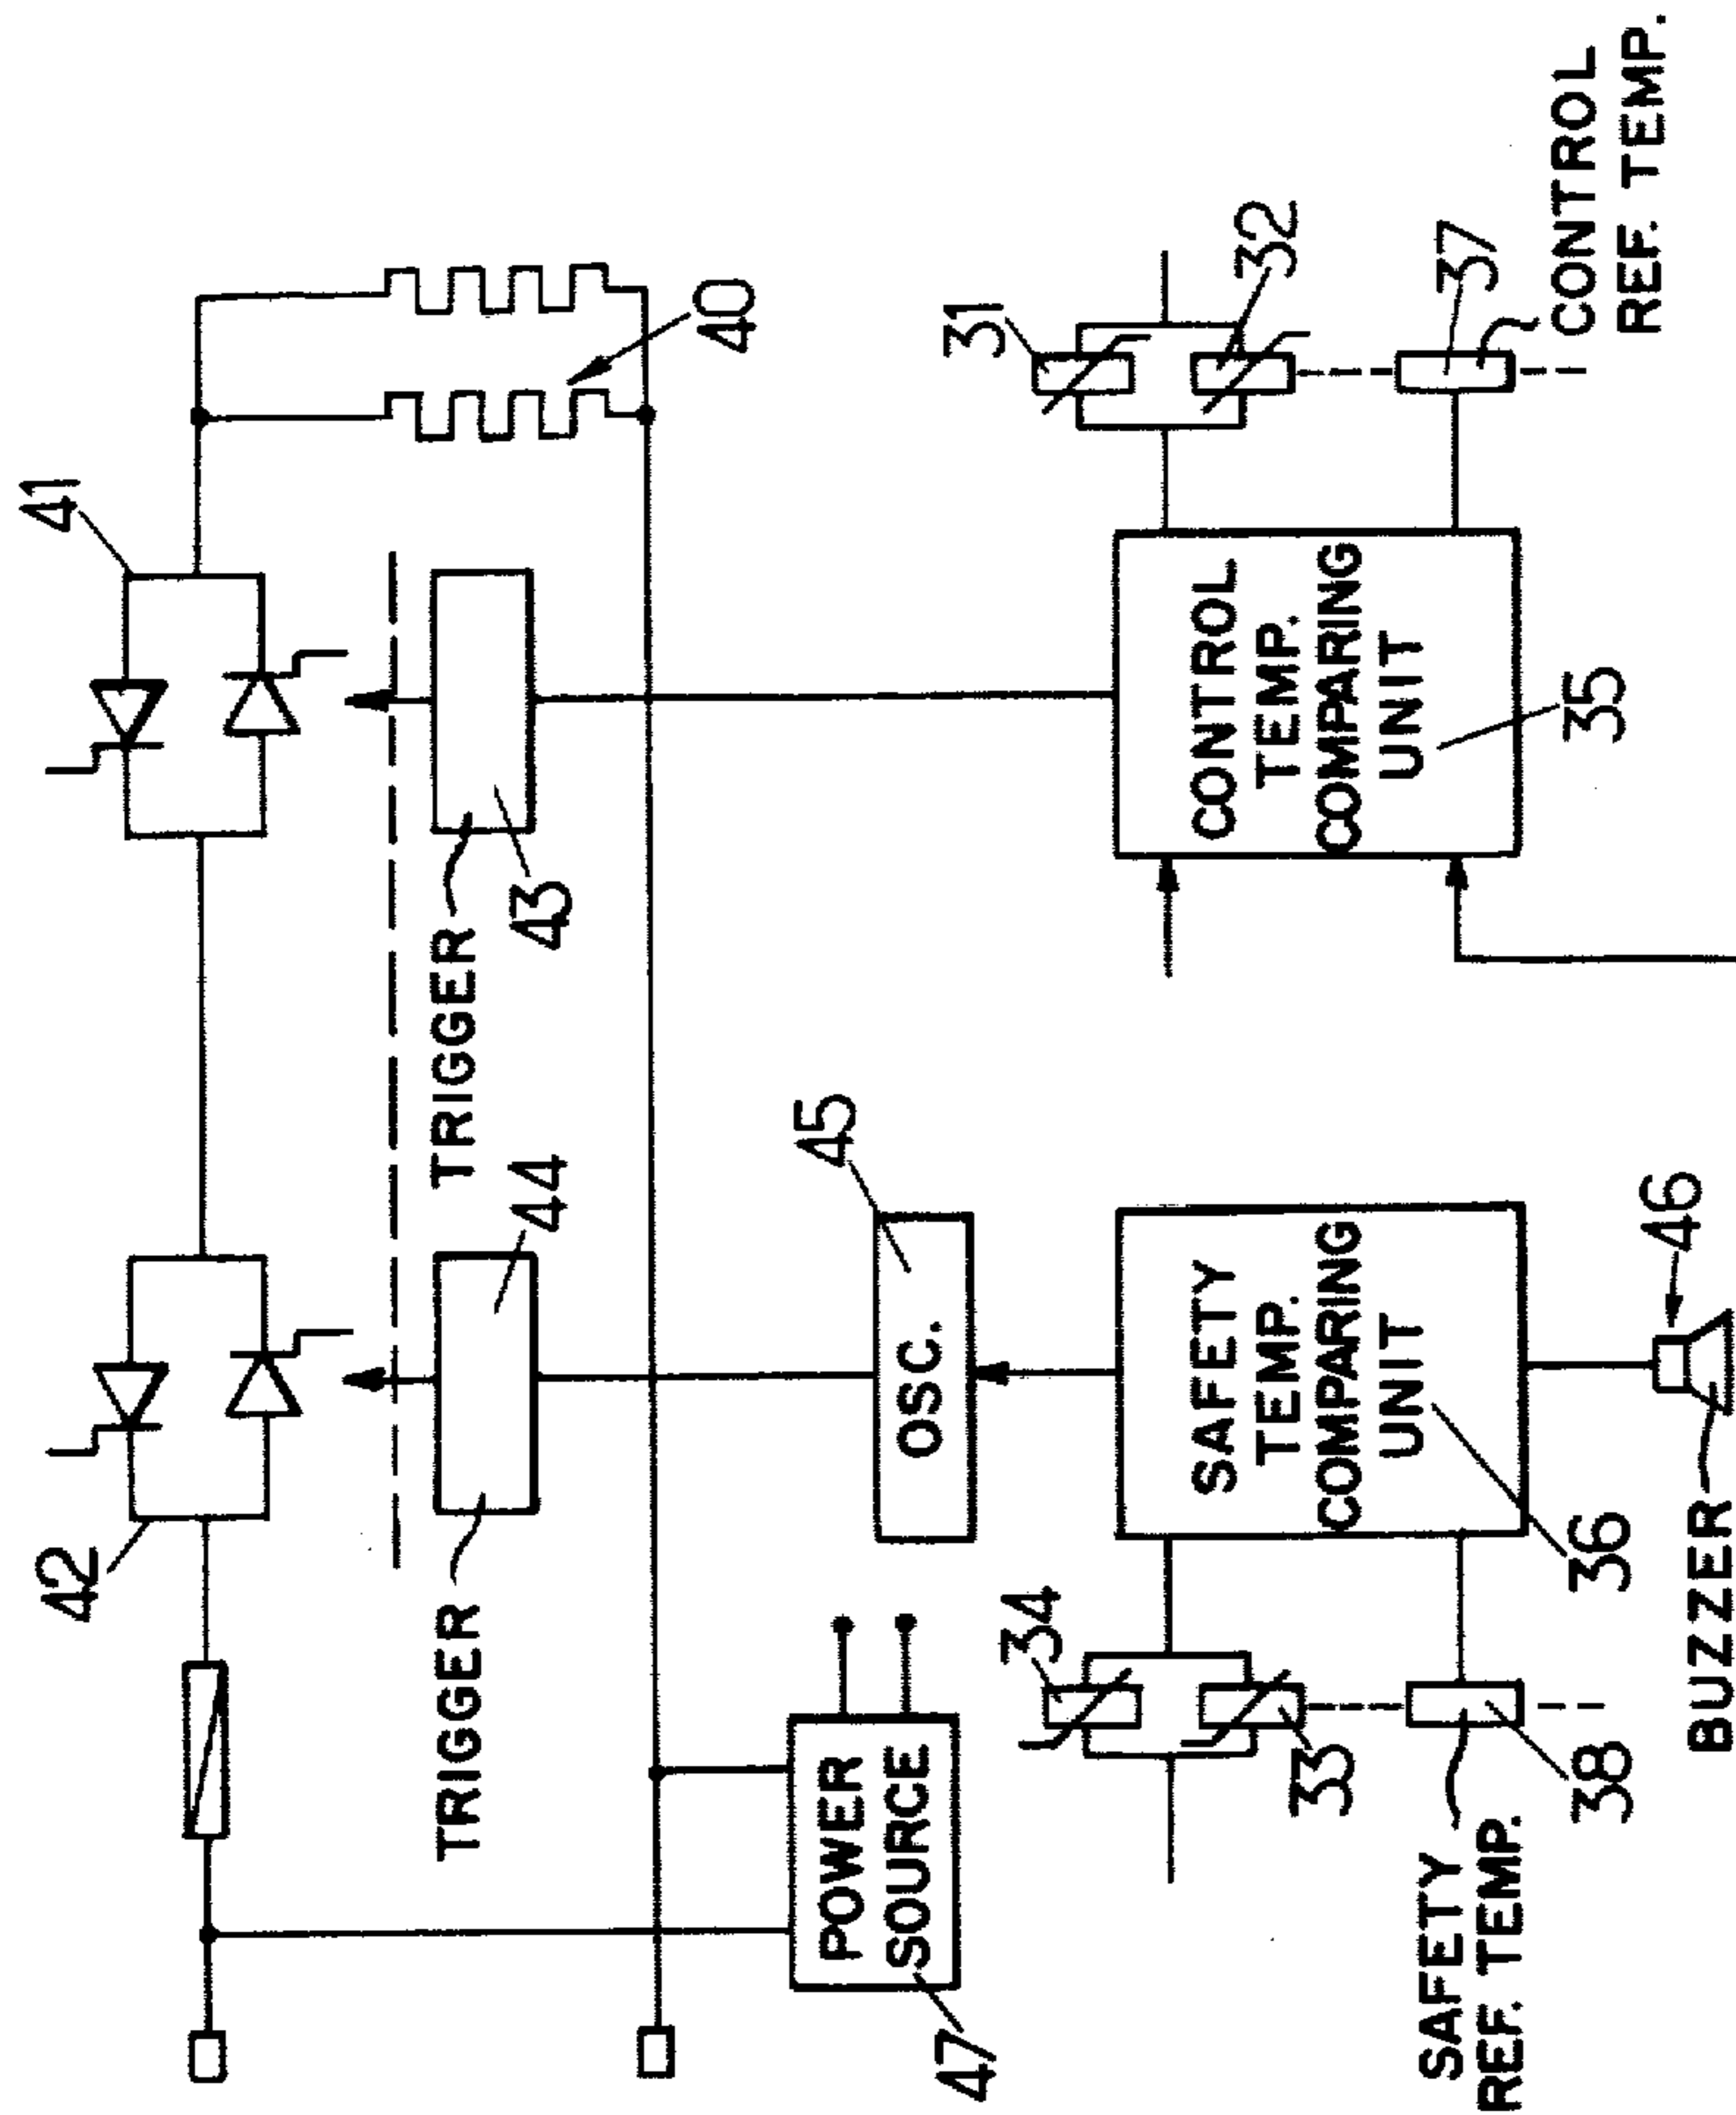 42
41
TRIGGER
44
TRIGGER
43
40
47
POWER
SOURCE
OSC.
45
34
33
SAFETY
REF. TEMP.
38
SAFETY
TEMP.
COMPARING
UNIT
36
BUZZER
46
CONTROL
TEMP.
COMPARING
UNIT
35
31
32
37
CONTROL
REF. TEMP.